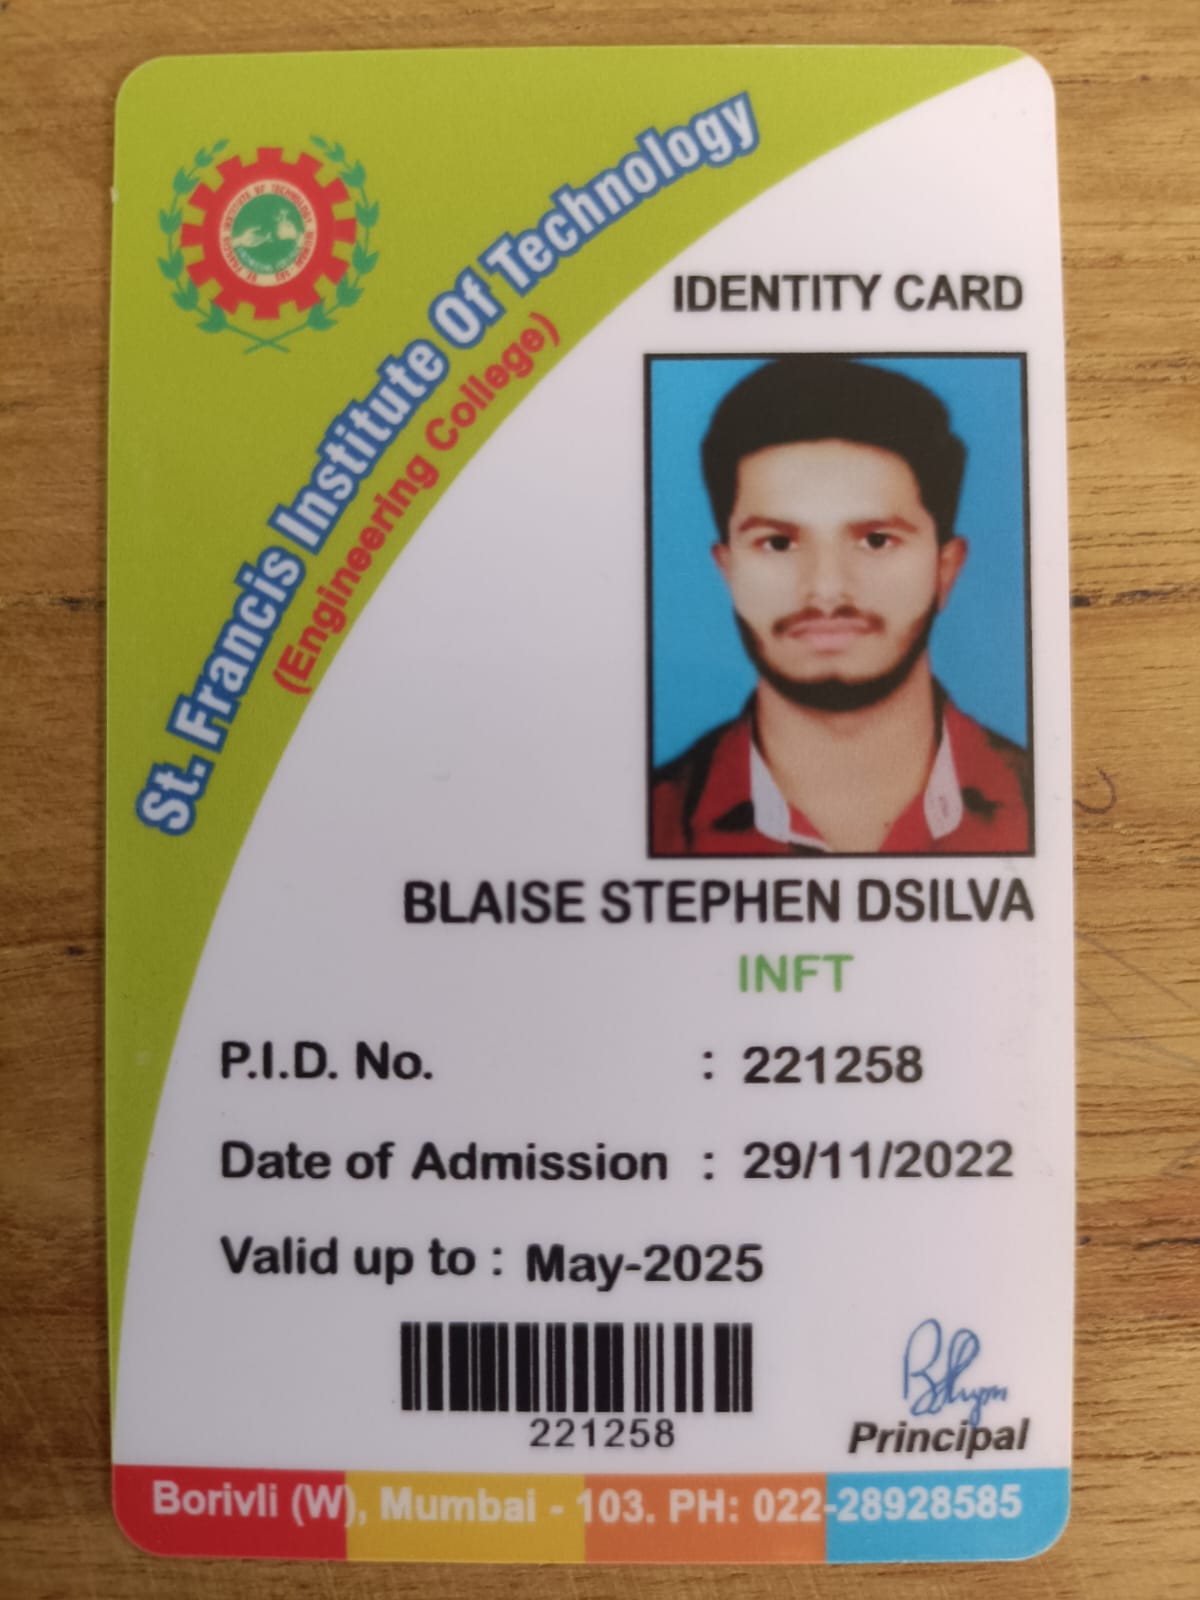 St. Francis Institute Of Technology
(Engineering College)
IDENTITY CARD
BLAISE STEPHEN DSILVA
INFT
P.I.D. No. : 221258
Date of Admission : 29/11/2022
Valid up to : May-2025
221258
Principal
Borivli (W), Mumbai - 103. PH: 022-28928585